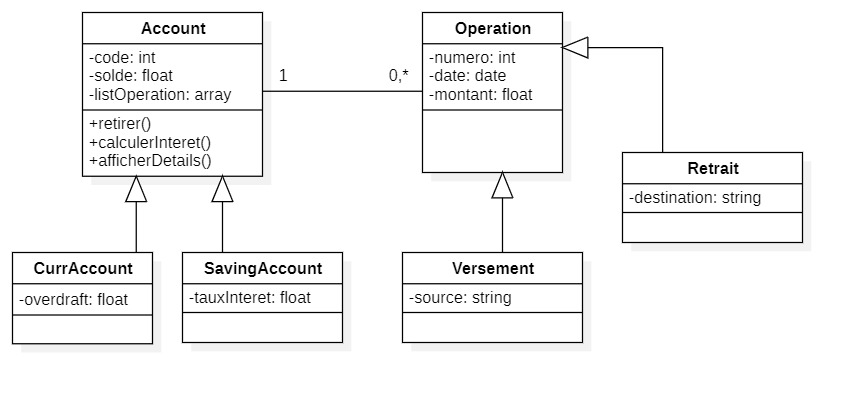 Account
-code: int
-solde: float
-listOperation: array
+retirer()
+calculerInteret()
+afficherDetails()
1
0,*
Operation
-numero: int
-date: date
-montant: float
Retrait
-destination: string
CurrAccount
-overdraft: float
SavingAccount
-tauxInteret: float
Versement
-source: string